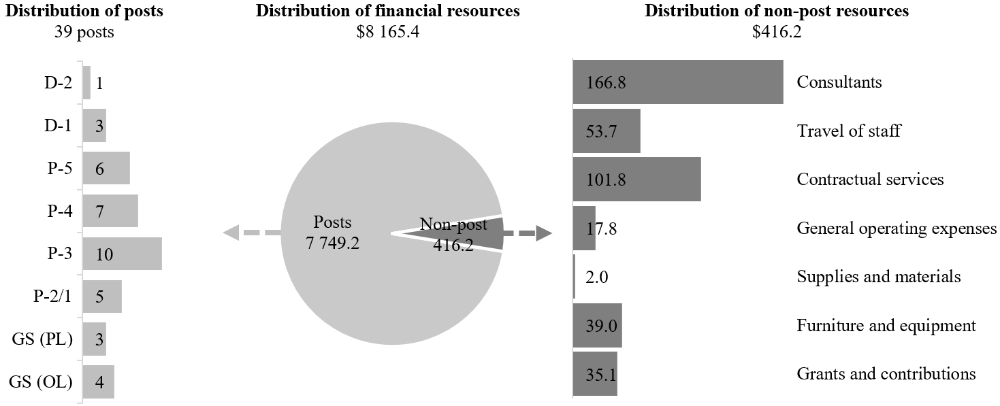 Distribution of posts
39 posts
D-2 1
D-1 3
P-5 6
P-4 7
P-3 10
P-2/1 5
GS (PL) 3
GS (OL) 4
Distribution of financial resources
$8 165.4
Posts
7 749.2
Non-post
416.2
Distribution of non-post resources
$416.2
166.8 Consultants
53.7 Travel of staff
101.8 Contractual services
17.8 General operating expenses
2.0 Supplies and materials
39.0 Furniture and equipment
35.1 Grants and contributions